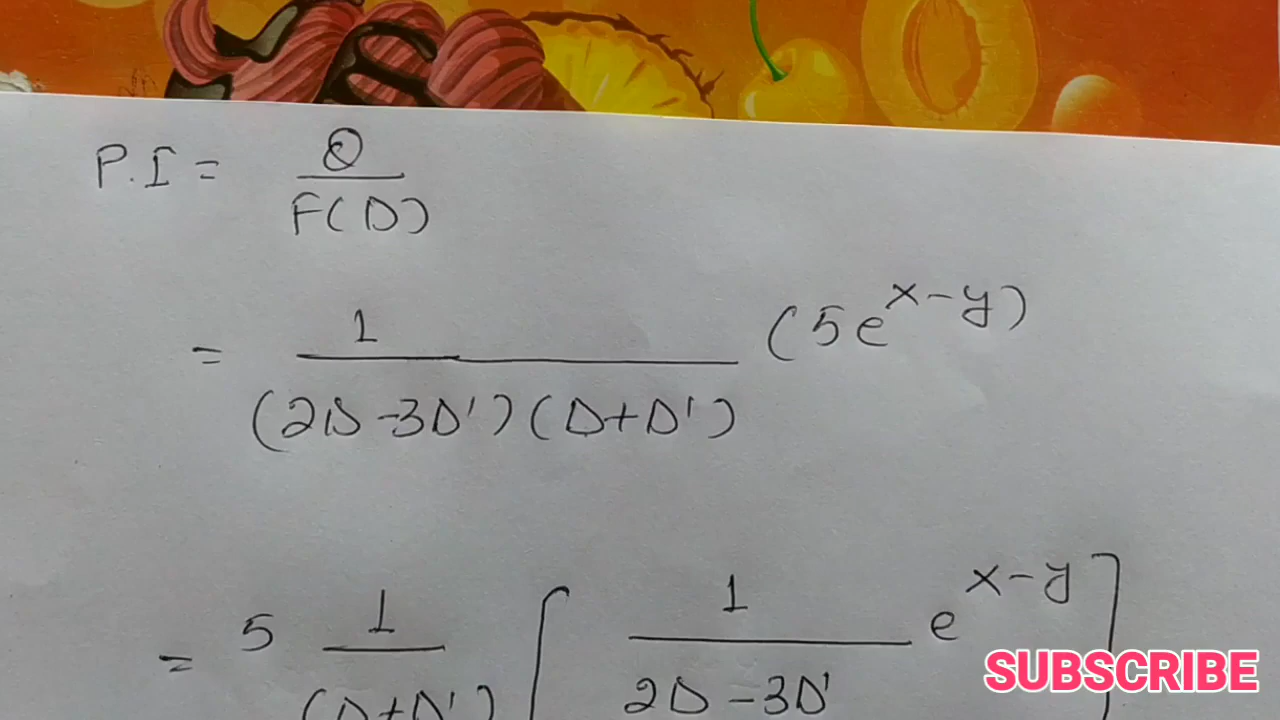 P.I = Q / F(D)
= 1 / (2D - 3D')(D+D') (5e^{x-y})
= 5 1 / (D+D') [ 1 / 2D - 3D' e^{x-y} ]
SUBSCRIBE